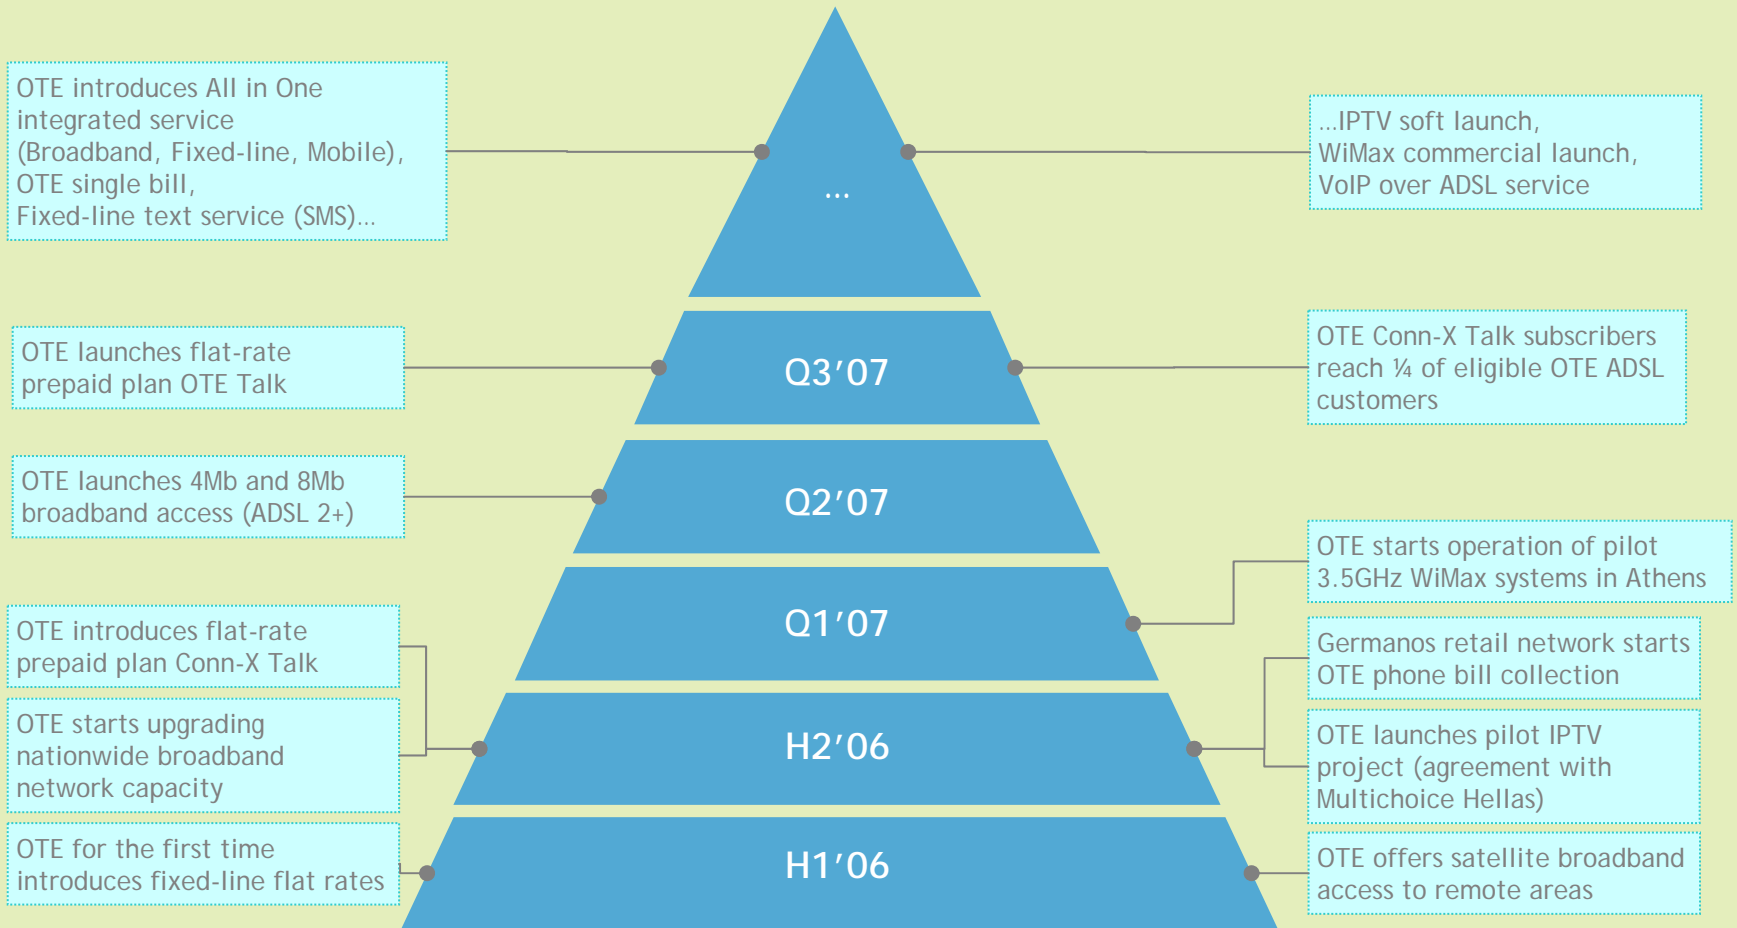 OTE introduces All in One
integrated service
(Broadband, Fixed-line, Mobile),
OTE single bill,
Fixed-line text service (SMS)...
...
...IPTV soft launch,
WiMax commercial launch,
VoIP over ADSL service
OTE launches flat-rate
prepaid plan OTE Talk
Q3’07
OTE Conn-X Talk subscribers
reach ¼ of eligible OTE ADSL
customers
OTE launches 4Mb and 8Mb
broadband access (ADSL 2+)
Q2’07
Q1’07
OTE starts operation of pilot
3.5GHz WiMax systems in Athens
OTE introduces flat-rate
prepaid plan Conn-X Talk
OTE starts upgrading
nationwide broadband
network capacity
H2’06
Germanos retail network starts
OTE phone bill collection
OTE launches pilot IPTV
project (agreement with
Multichoice Hellas)
OTE for the first time
introduces fixed-line flat rates
H1’06
OTE offers satellite broadband
access to remote areas